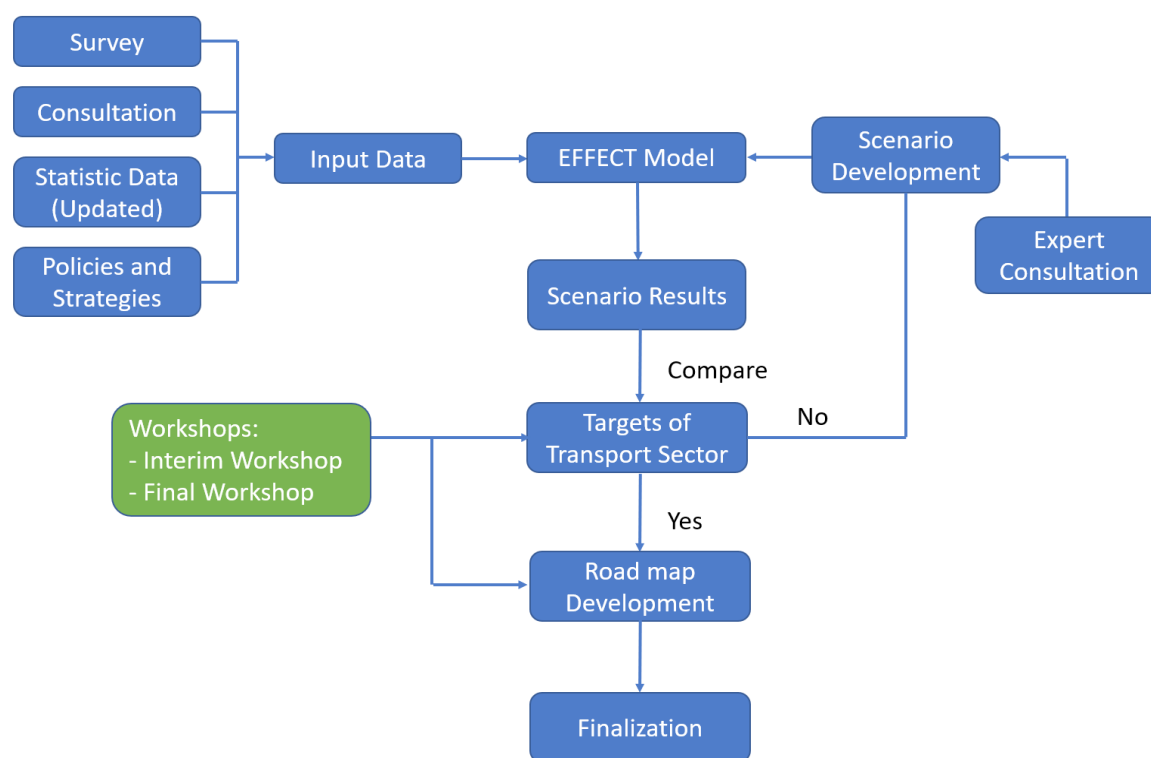 Survey
Consultation
Statistic Data
(Updated)
Policies and
Strategies
Input Data
EFFECT Model
Scenario
Development
Expert
Consultation
Scenario Results
Compare
Targets of
Transport Sector
No
Workshops:
- Interim Workshop
- Final Workshop
Yes
Road map
Development
Finalization